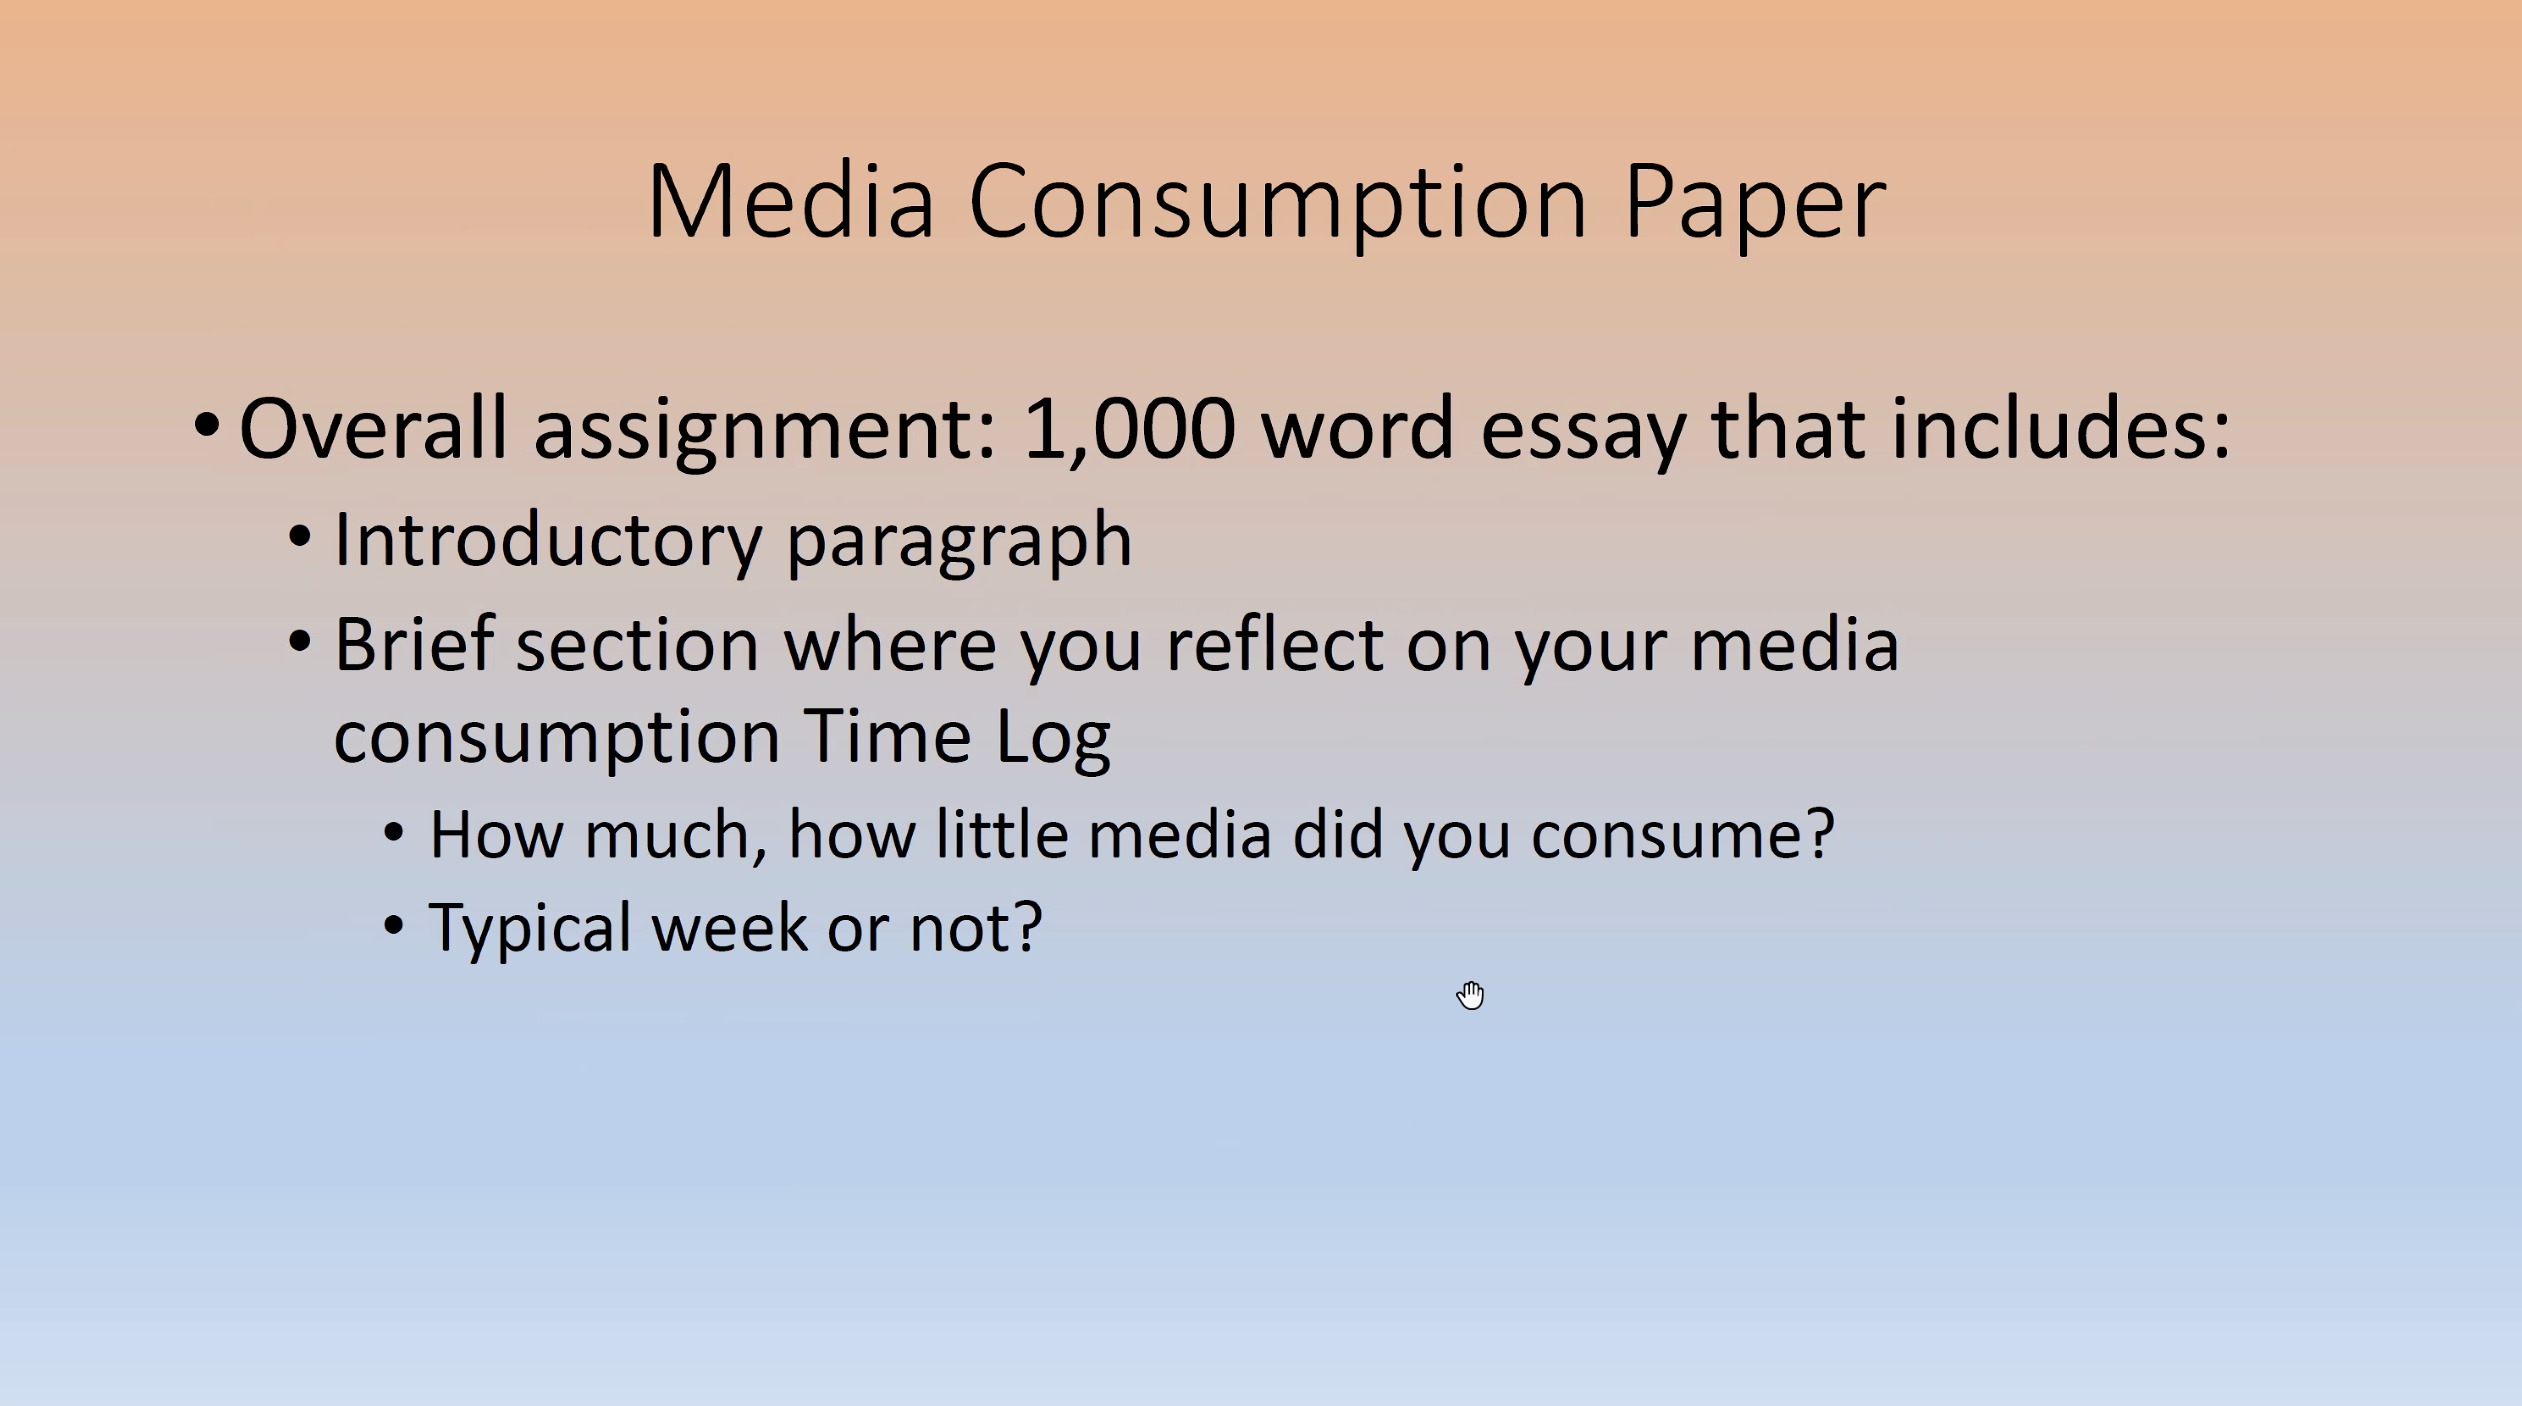 Media Consumption Paper
• Overall assignment: 1,000 word essay that includes:
• Introductory paragraph
• Brief section where you reflect on your media
consumption Time Log
• How much, how little media did you consume?
• Typical week or not?